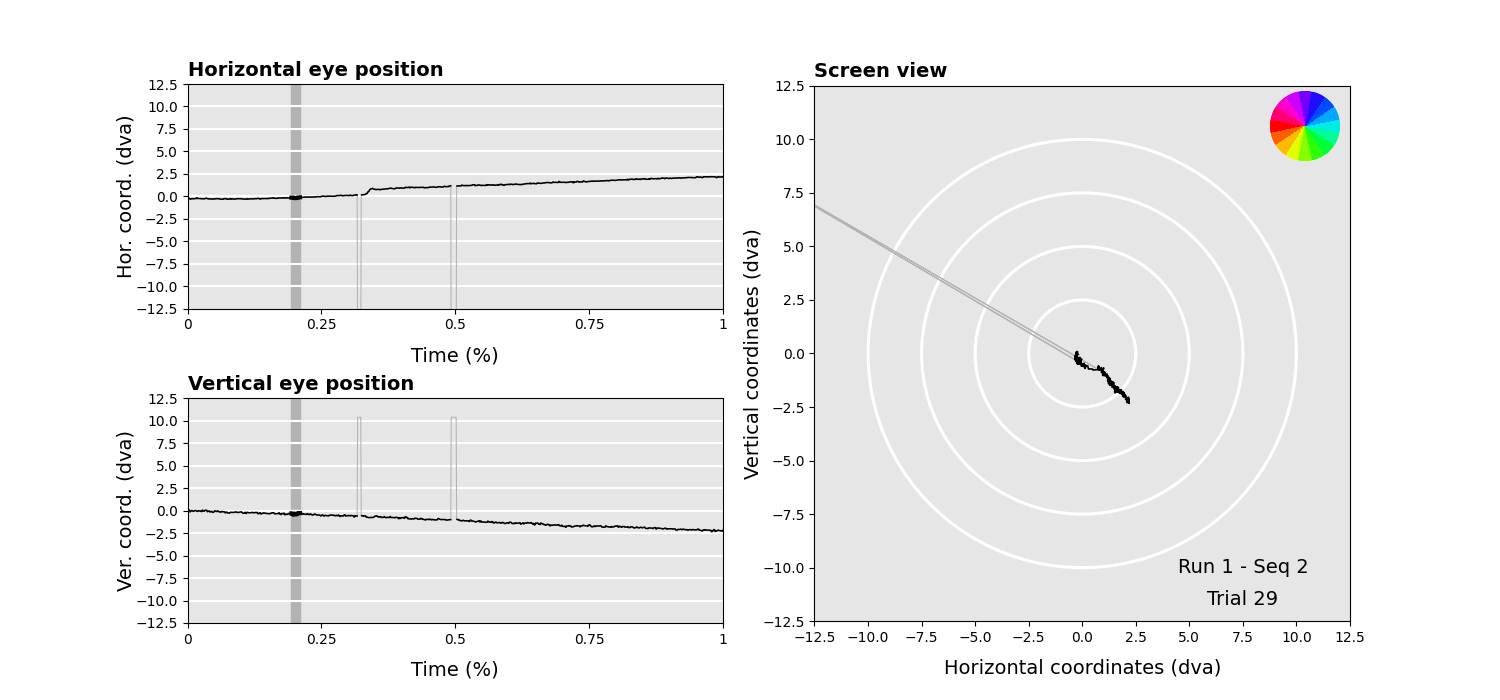 Horizontal eye position
Hor. coord. (dva)
12.5
10.0
7.5
5.0
2.5
0.0
−2.5
−5.0
−7.5
−10.0
−12.5
0 0.25 0.5 0.75 1
Time (%)
Vertical eye position
Ver. coord. (dva)
12.5
10.0
7.5
5.0
2.5
0.0
−2.5
−5.0
−7.5
−10.0
−12.5
0 0.25 0.5 0.75 1
Time (%)
Screen view
Vertical coordinates (dva)
12.5
10.0
7.5
5.0
2.5
0.0
−2.5
−5.0
−7.5
−10.0
−12.5
Run 1 - Seq 2
Trial 29
−12.5 −10.0 −7.5 −5.0 −2.5 0.0 2.5 5.0 7.5 10.0 12.5
Horizontal coordinates (dva)